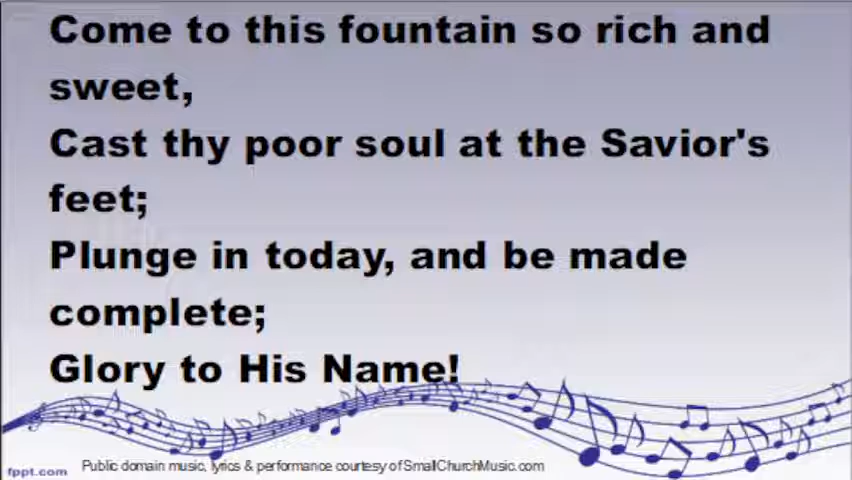 Come to this fountain so rich and
sweet,
Cast thy poor soul at the Savior's
feet;
Plunge in today, and be made
complete;
Glory to His Name!
fppt.com
Public domain music, lyrics & performance courtesy of SmallChurchMusic.com